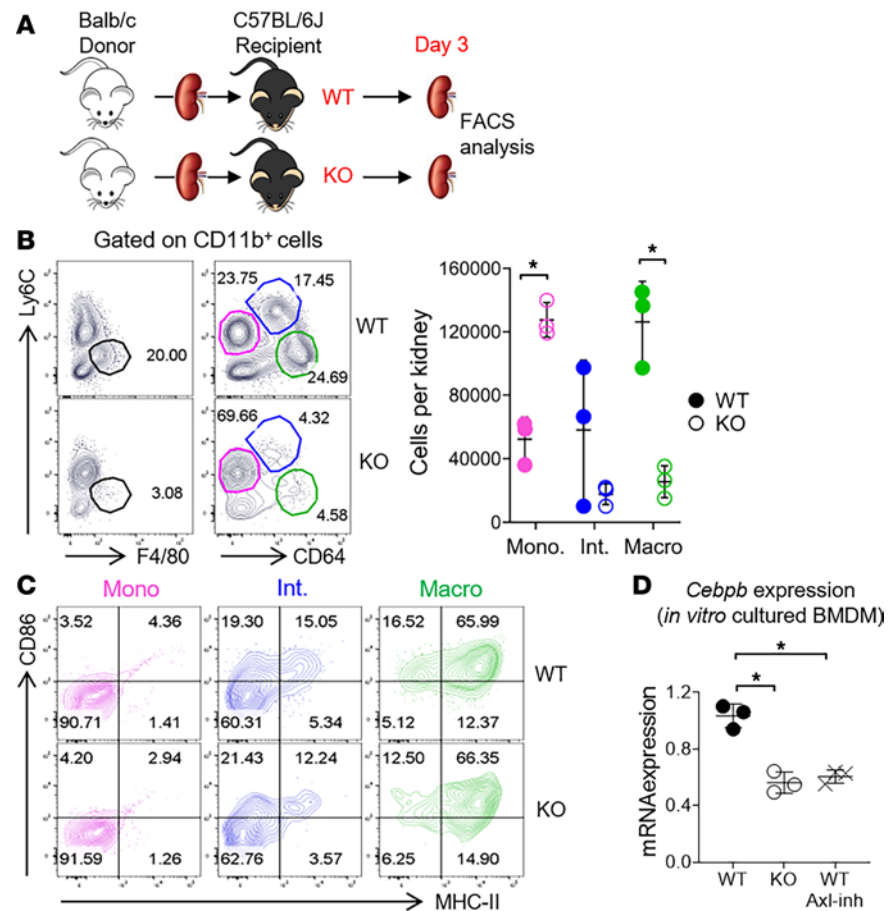 A
Balb/c
Donor
C57BL/6J
Recipient
Day 3
WT
FACS
analysis
KO
B
Gated on CD11b⁺ cells
Ly6C
20.00
23.75 17.45
24.69
WT
3.08
69.66 4.32
4.58
KO
F4/80 CD64
Cells per kidney
160000
120000
80000
40000
0
* *
WT
KO
Mono. Int. Macro
C
Mono Int. Macro
CD86
3.52 4.36
90.71 1.41
19.30 15.05
60.31 5.34
16.52 65.99
5.12 12.37
WT
4.20 2.94
91.59 1.26
21.43 12.24
62.76 3.57
12.50 66.35
6.25 14.90
KO
MHC-II
D
Cebpb expression
(in vitro cultured BMDM)
mRNAexpression
1.2
0.8
0.4
0.0
*
*
WT KO WT
Axl-inh